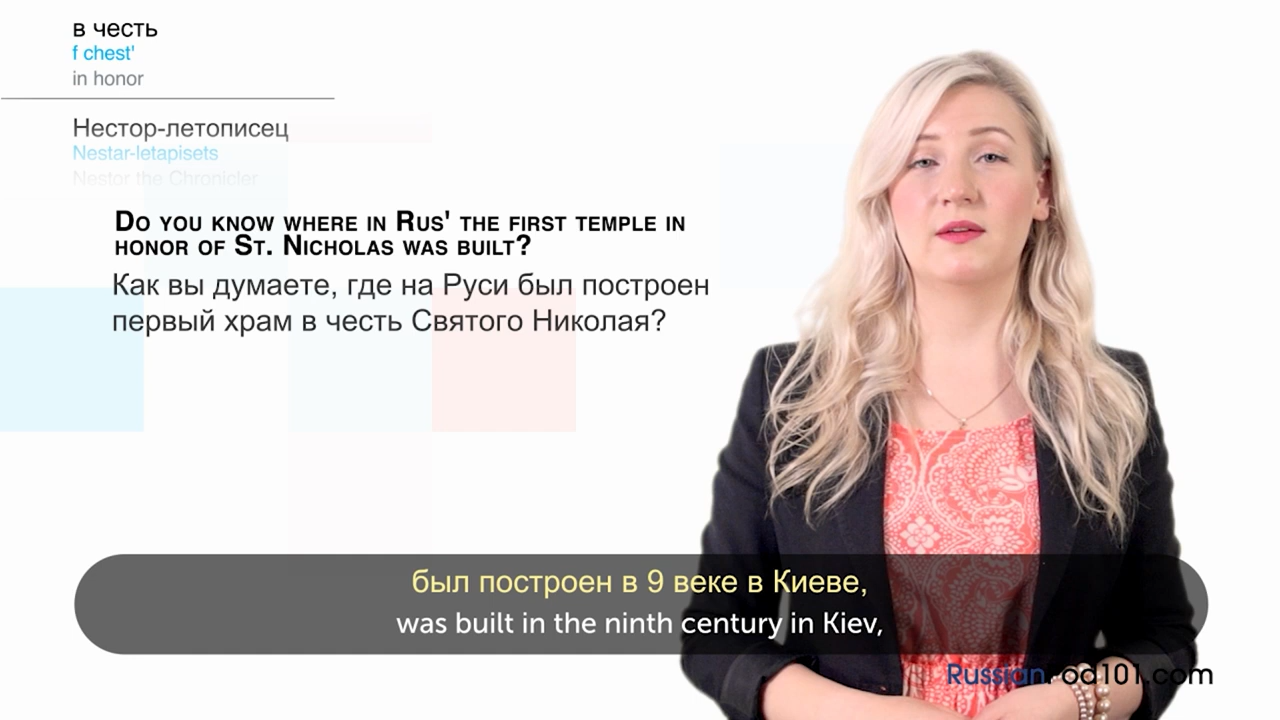 в честь
f chest'
in honor
Нестор-летописец
Nestar-letapisets
Nestor the Chronicler
Do you know where in Rus' the first temple in
honor of St. Nicholas was built?
Как вы думаете, где на Руси был построен
первый храм в честь Святого Николая?
был построен в 9 веке в Киеве,
was built in the ninth century in Kiev,
RussianPod101.com